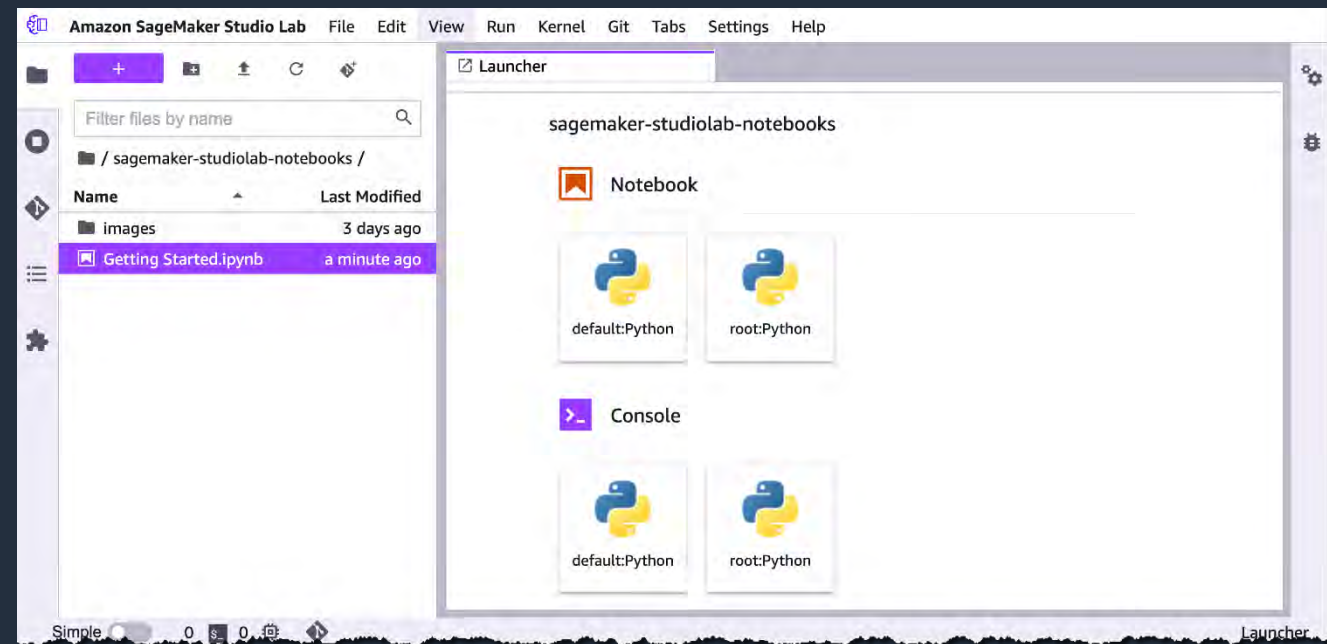 Amazon SageMaker Studio Lab File Edit View Run Kernel Git Tabs Settings Help
+
Launcher
Filter files by name
/ sagemaker-studiolab-notebooks /
Name Last Modified
images 3 days ago
Getting Started.ipynb a minute ago
sagemaker-studiolab-notebooks
Notebook
default:Python root:Python
Console
default:Python root:Python
Simple 0 0 Launcher